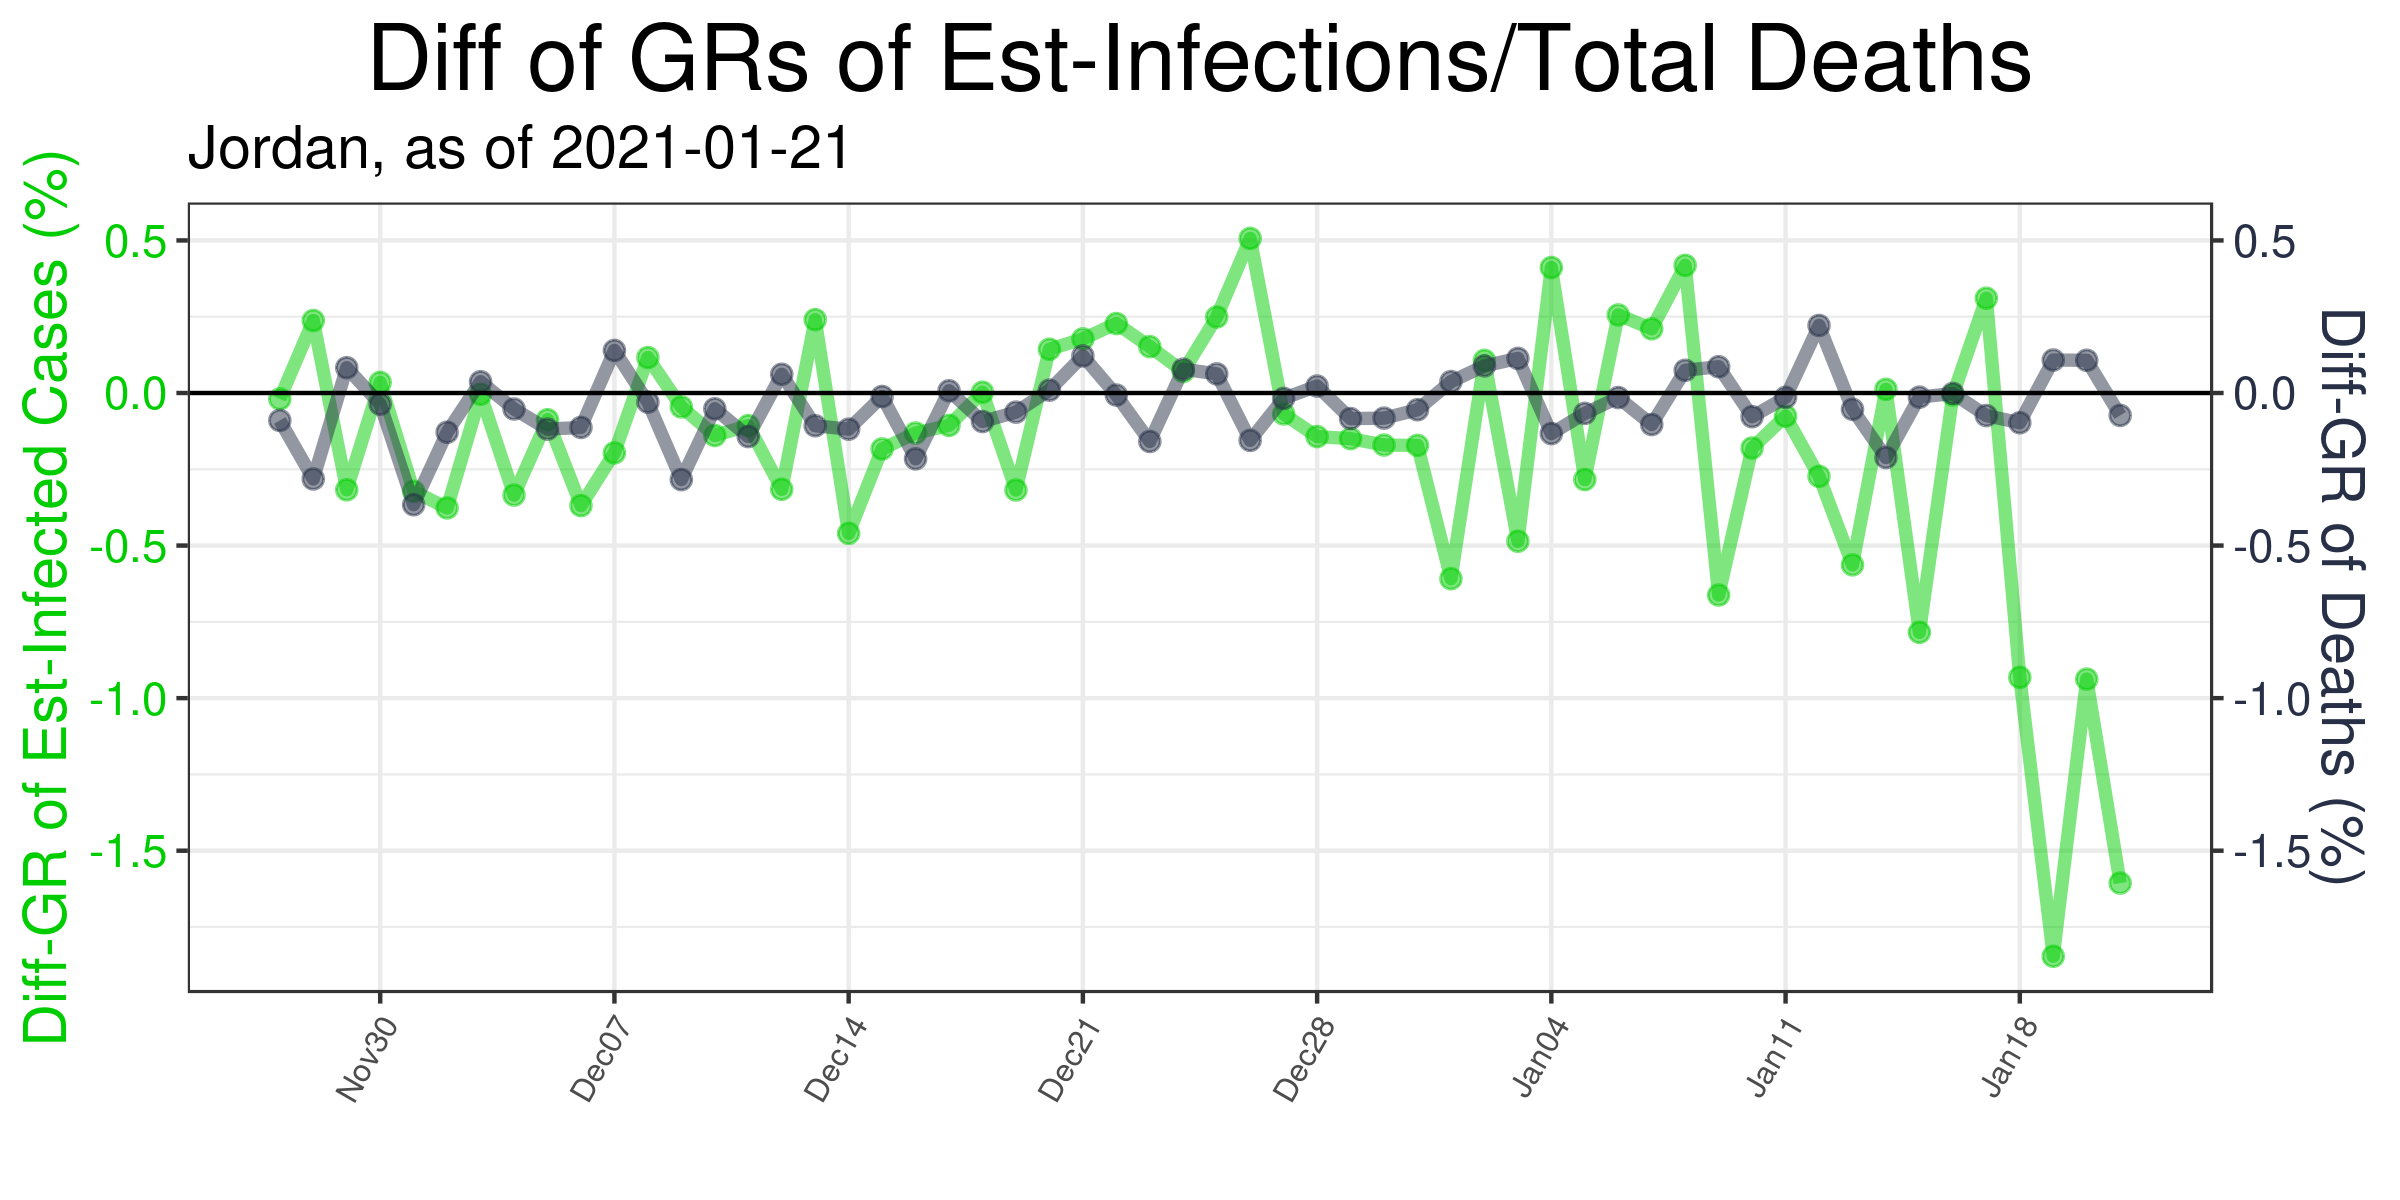 Diff of GRs of Est-Infections/Total Deaths
Jordan, as of 2021-01-21
Diff-GR of Est-Infected Cases (%)
0.5
0.0
-0.5
-1.0
-1.5
0.5
0.0
-0.5
-1.0
-1.5
Diff-GR of Deaths (%)
Nov30
Dec07
Dec14
Dec21
Dec28
Jan04
Jan11
Jan18